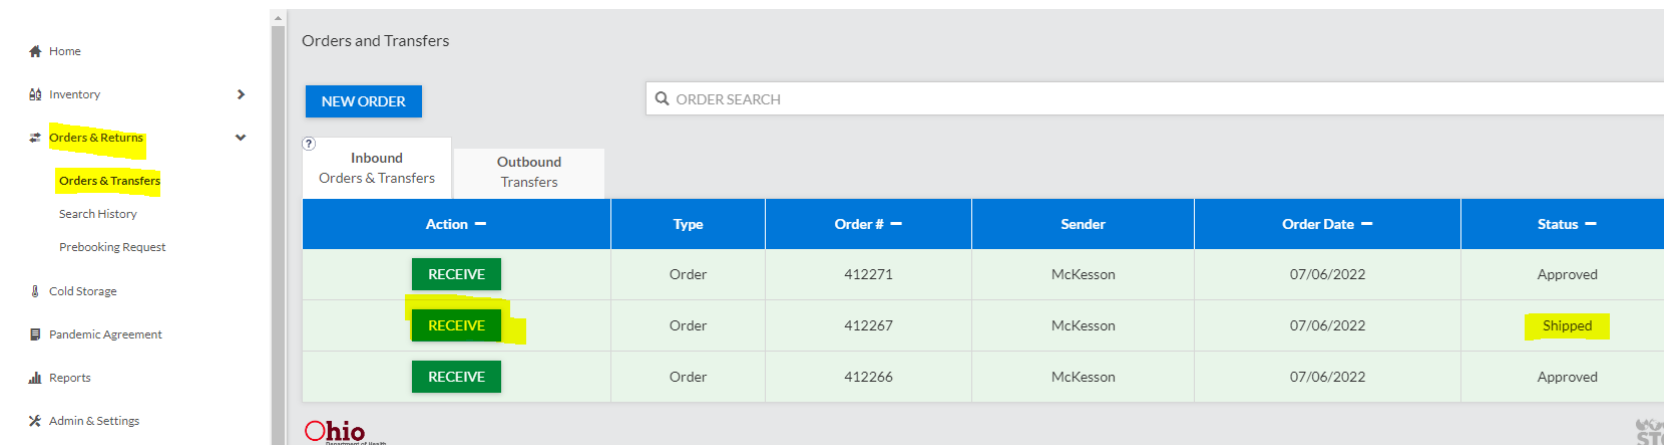 Home
Inventory
Orders & Returns
Orders & Transfers
Search History
Prebooking Request
Cold Storage
Pandemic Agreement
Reports
Admin & Settings
Orders and Transfers
NEW ORDER
ORDER SEARCH
?
Inbound
Orders & Transfers
Outbound
Transfers
Action Type Order # Sender Order Date Status
RECEIVE Order 412271 McKesson 07/06/2022 Approved
RECEIVE Order 412267 McKesson 07/06/2022 Shipped
RECEIVE Order 412266 McKesson 07/06/2022 Approved
Ohio
Department of Health